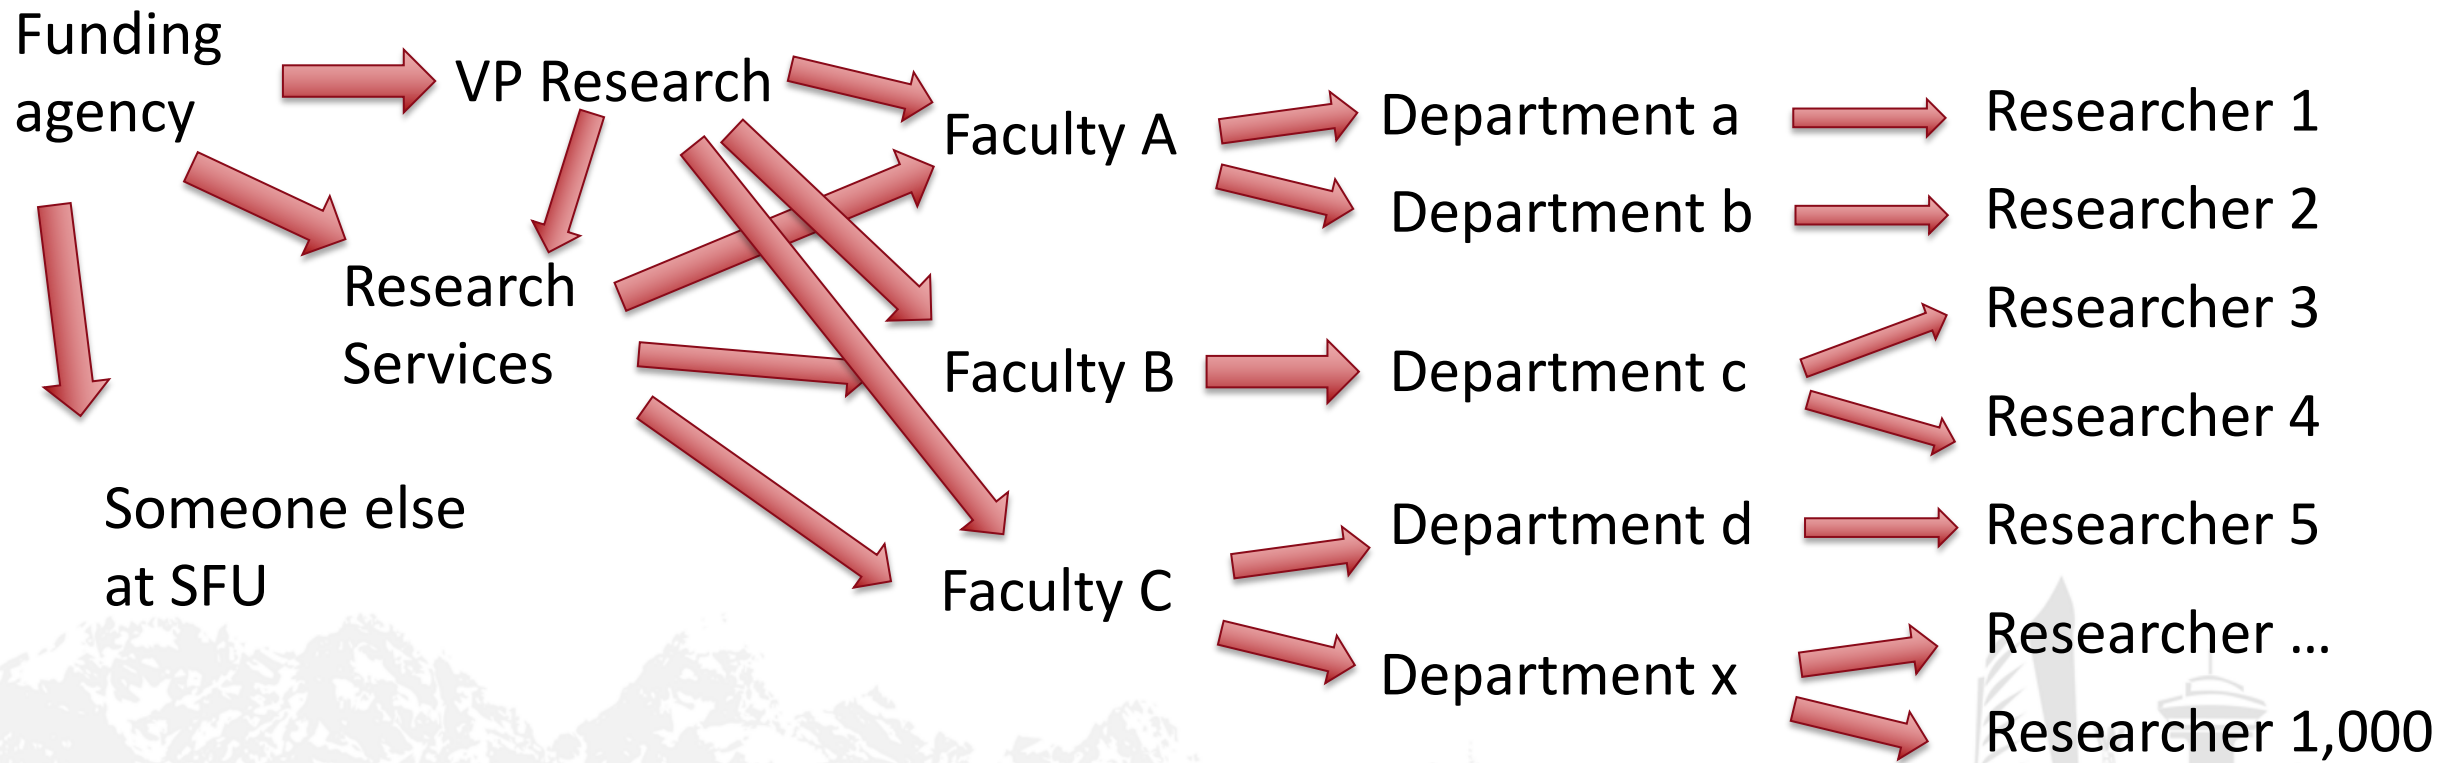 Funding
agency
VP Research
Research
Services
Someone else
at SFU
Faculty A
Faculty B
Faculty C
Department a
Department b
Department c
Department d
Department x
Researcher 1
Researcher 2
Researcher 3
Researcher 4
Researcher 5
Researcher ...
Researcher 1,000